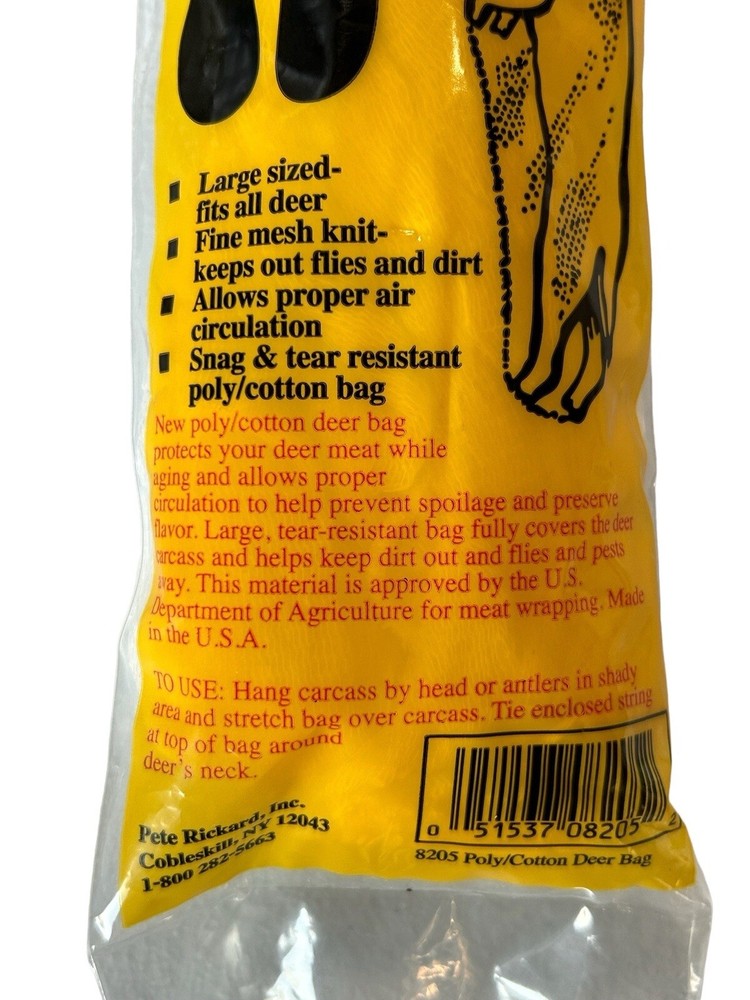 ■ Large sized-
fits all deer
■ Fine mesh knit-
keeps out flies and dirt
■ Allows proper air
circulation
■ Snag & tear resistant
poly/cotton bag
New poly/cotton deer bag
protects your deer meat while
aging and allows proper
circulation to help prevent spoilage and preserve
flavor. Large, tear-resistant bag fully covers the deer
carcass and helps keep dirt out and flies and pests
away. This material is approved by the U.S.
Department of Agriculture for meat wrapping. Made
in the U.S.A.
TO USE: Hang carcass by head or antlers in shady
area and stretch bag over carcass. Tie enclosed string
at top of bag around
deer's neck.
Pete Rickard, Inc.
Cobleskill, NY 12043
1-800 282-5663
0 51537 08205 2
8205 Poly/Cotton Deer Bag